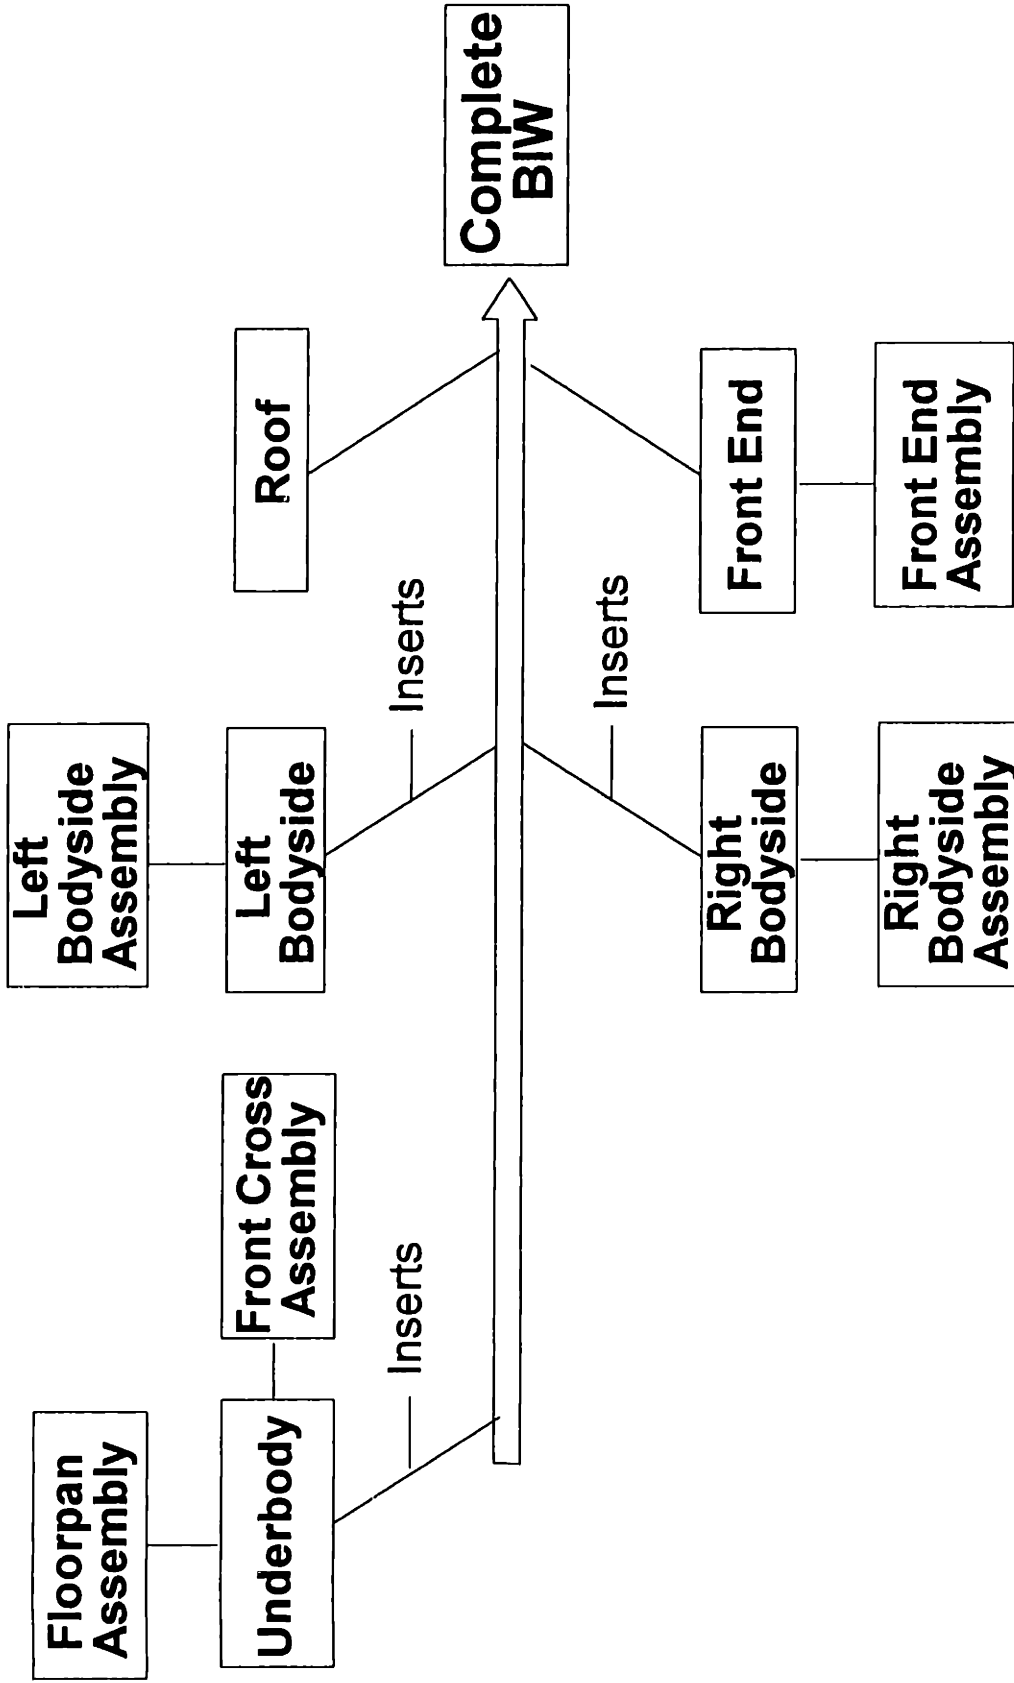 Floorpan
Assembly
Underbody
Front Cross
Assembly
Inserts
Left
Bodyside
Assembly
Left
Bodyside
Inserts
Roof
Complete
BIW
Inserts
Right
Bodyside
Right
Bodyside
Assembly
Front End
Front End
Assembly